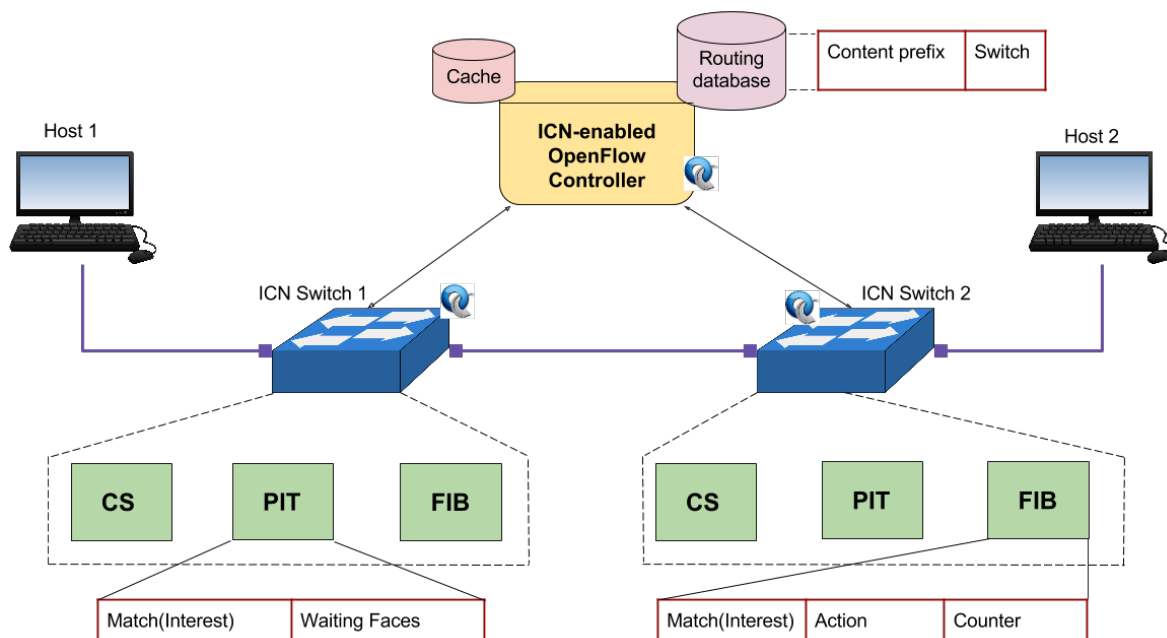 Cache
Routing
database
Content prefix
Switch
ICN-enabled
OpenFlow
Controller
Host 1
Host 2
ICN Switch 1
ICN Switch 2
CS
PIT
FIB
CS
PIT
FIB
Match(Interest)
Waiting Faces
Match(Interest)
Action
Counter